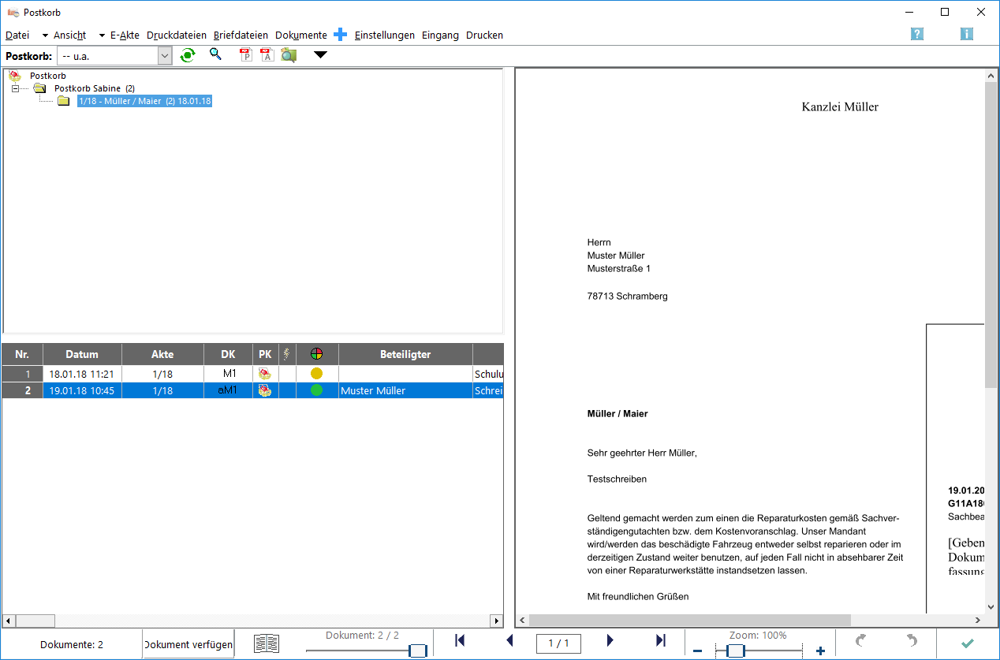 Postkorb
Datei Ansicht E-Akte Druckdateien Briefdateien Dokumente Einstellungen Eingang Drucken ? i
Postkorb: -- u.a. PDF P PDF A
Postkorb
Postkorb Sabine (2)
1/18 - Müller / Maier (2) 18.01.18
Nr. Datum Akte DK PK Beteiligter
1 18.01.18 11:21 1/18 M1 Schulu
2 19.01.18 10:45 1/18 aM1 Muster Müller Schrei
Kanzlei Müller
Herrn
Muster Müller
Musterstraße 1
78713 Schramberg
Müller / Maier
Sehr geehrter Herr Müller,
Testschreiben
19.01.20
G11A18
Sachbea
[Geben
Dokum
fassung
Geltend gemacht werden zum einen die Reparaturkosten gemäß Sachver-
ständigengutachten bzw. dem Kostenvoranschlag. Unser Mandant
wird/werden das beschädigte Fahrzeug entweder selbst reparieren oder im
derzeitigen Zustand weiter benutzen, auf jeden Fall nicht in absehbarer Zeit
von einer Reparaturwerkstätte instandsetzen lassen.
Mit freundlichen Grüßen
Dokumente: 2 Dokument verfügen Dokument: 2 / 2 1 / 1 Zoom: 100%